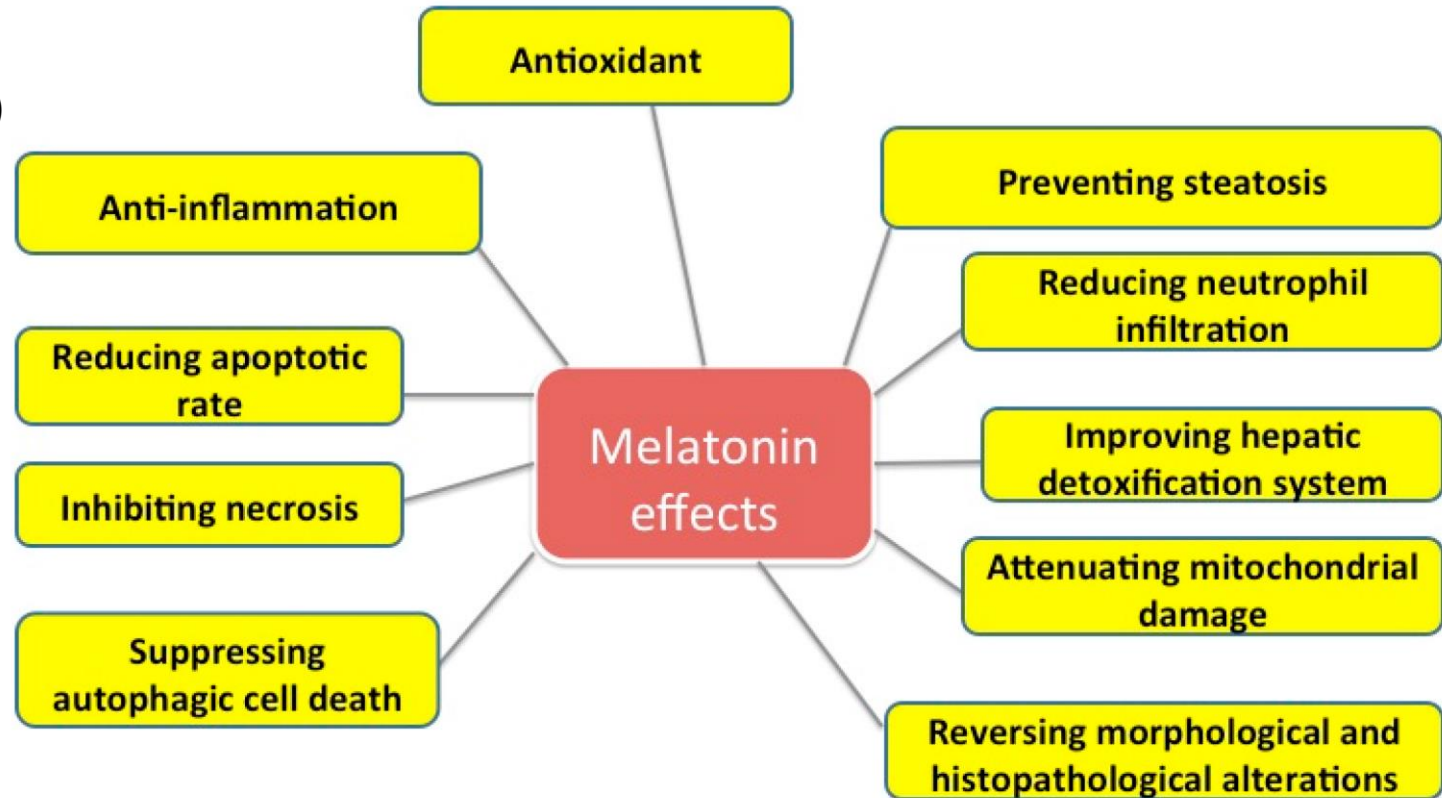 Antioxidant
)
Anti-inflammation
Preventing steatosis
Reducing neutrophil
infiltration
Reducing apoptotic
rate
Melatonin
effects
Improving hepatic
detoxification system
Inhibiting necrosis
Attenuating mitochondrial
damage
Suppressing
autophagic cell death
Reversing morphological and
histopathological alterations